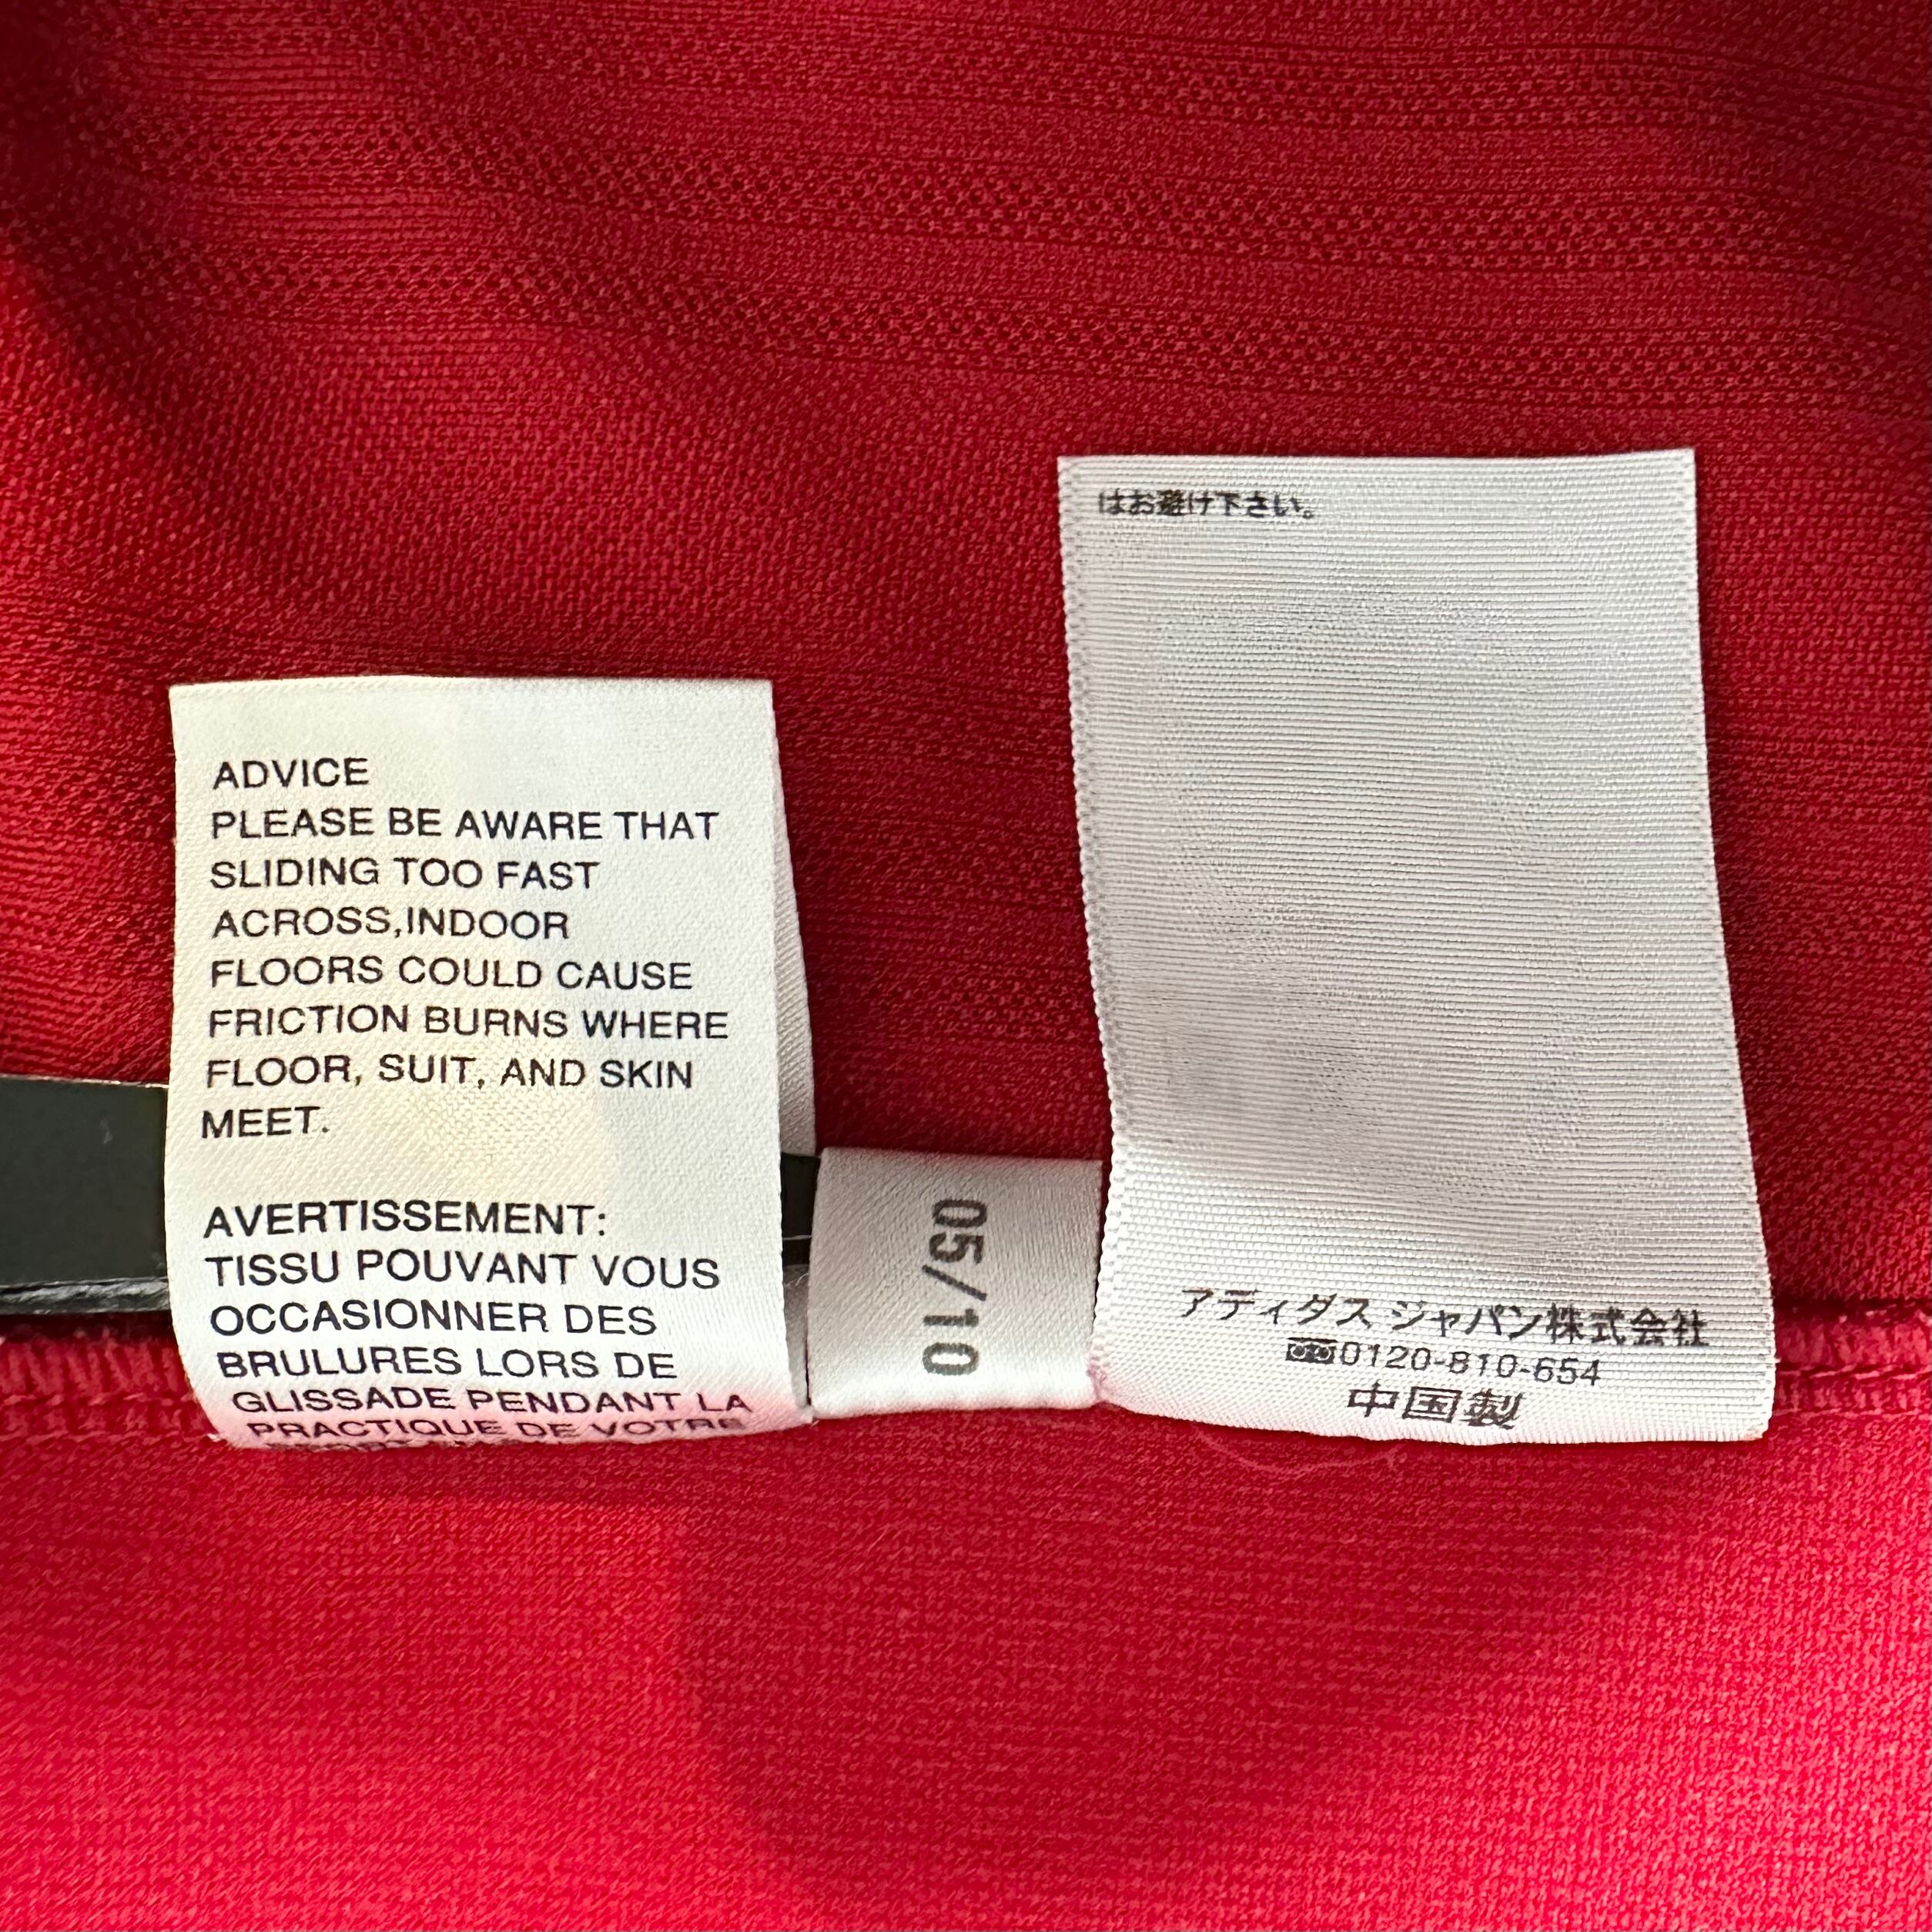 ADVICE
PLEASE BE AWARE THAT
SLIDING TOO FAST
ACROSS,INDOOR
FLOORS COULD CAUSE
FRICTION BURNS WHERE
FLOOR, SUIT, AND SKIN
MEET.
AVERTISSEMENT:
TISSU POUVANT VOUS
OCCASIONNER DES
BRULURES LORS DE
GLISSADE PENDANT LA
PRACTIQUE DE VOTRE
05/10
はお避け下さい。
アディダス ジャパン株式会社
0120-810-654
中国製